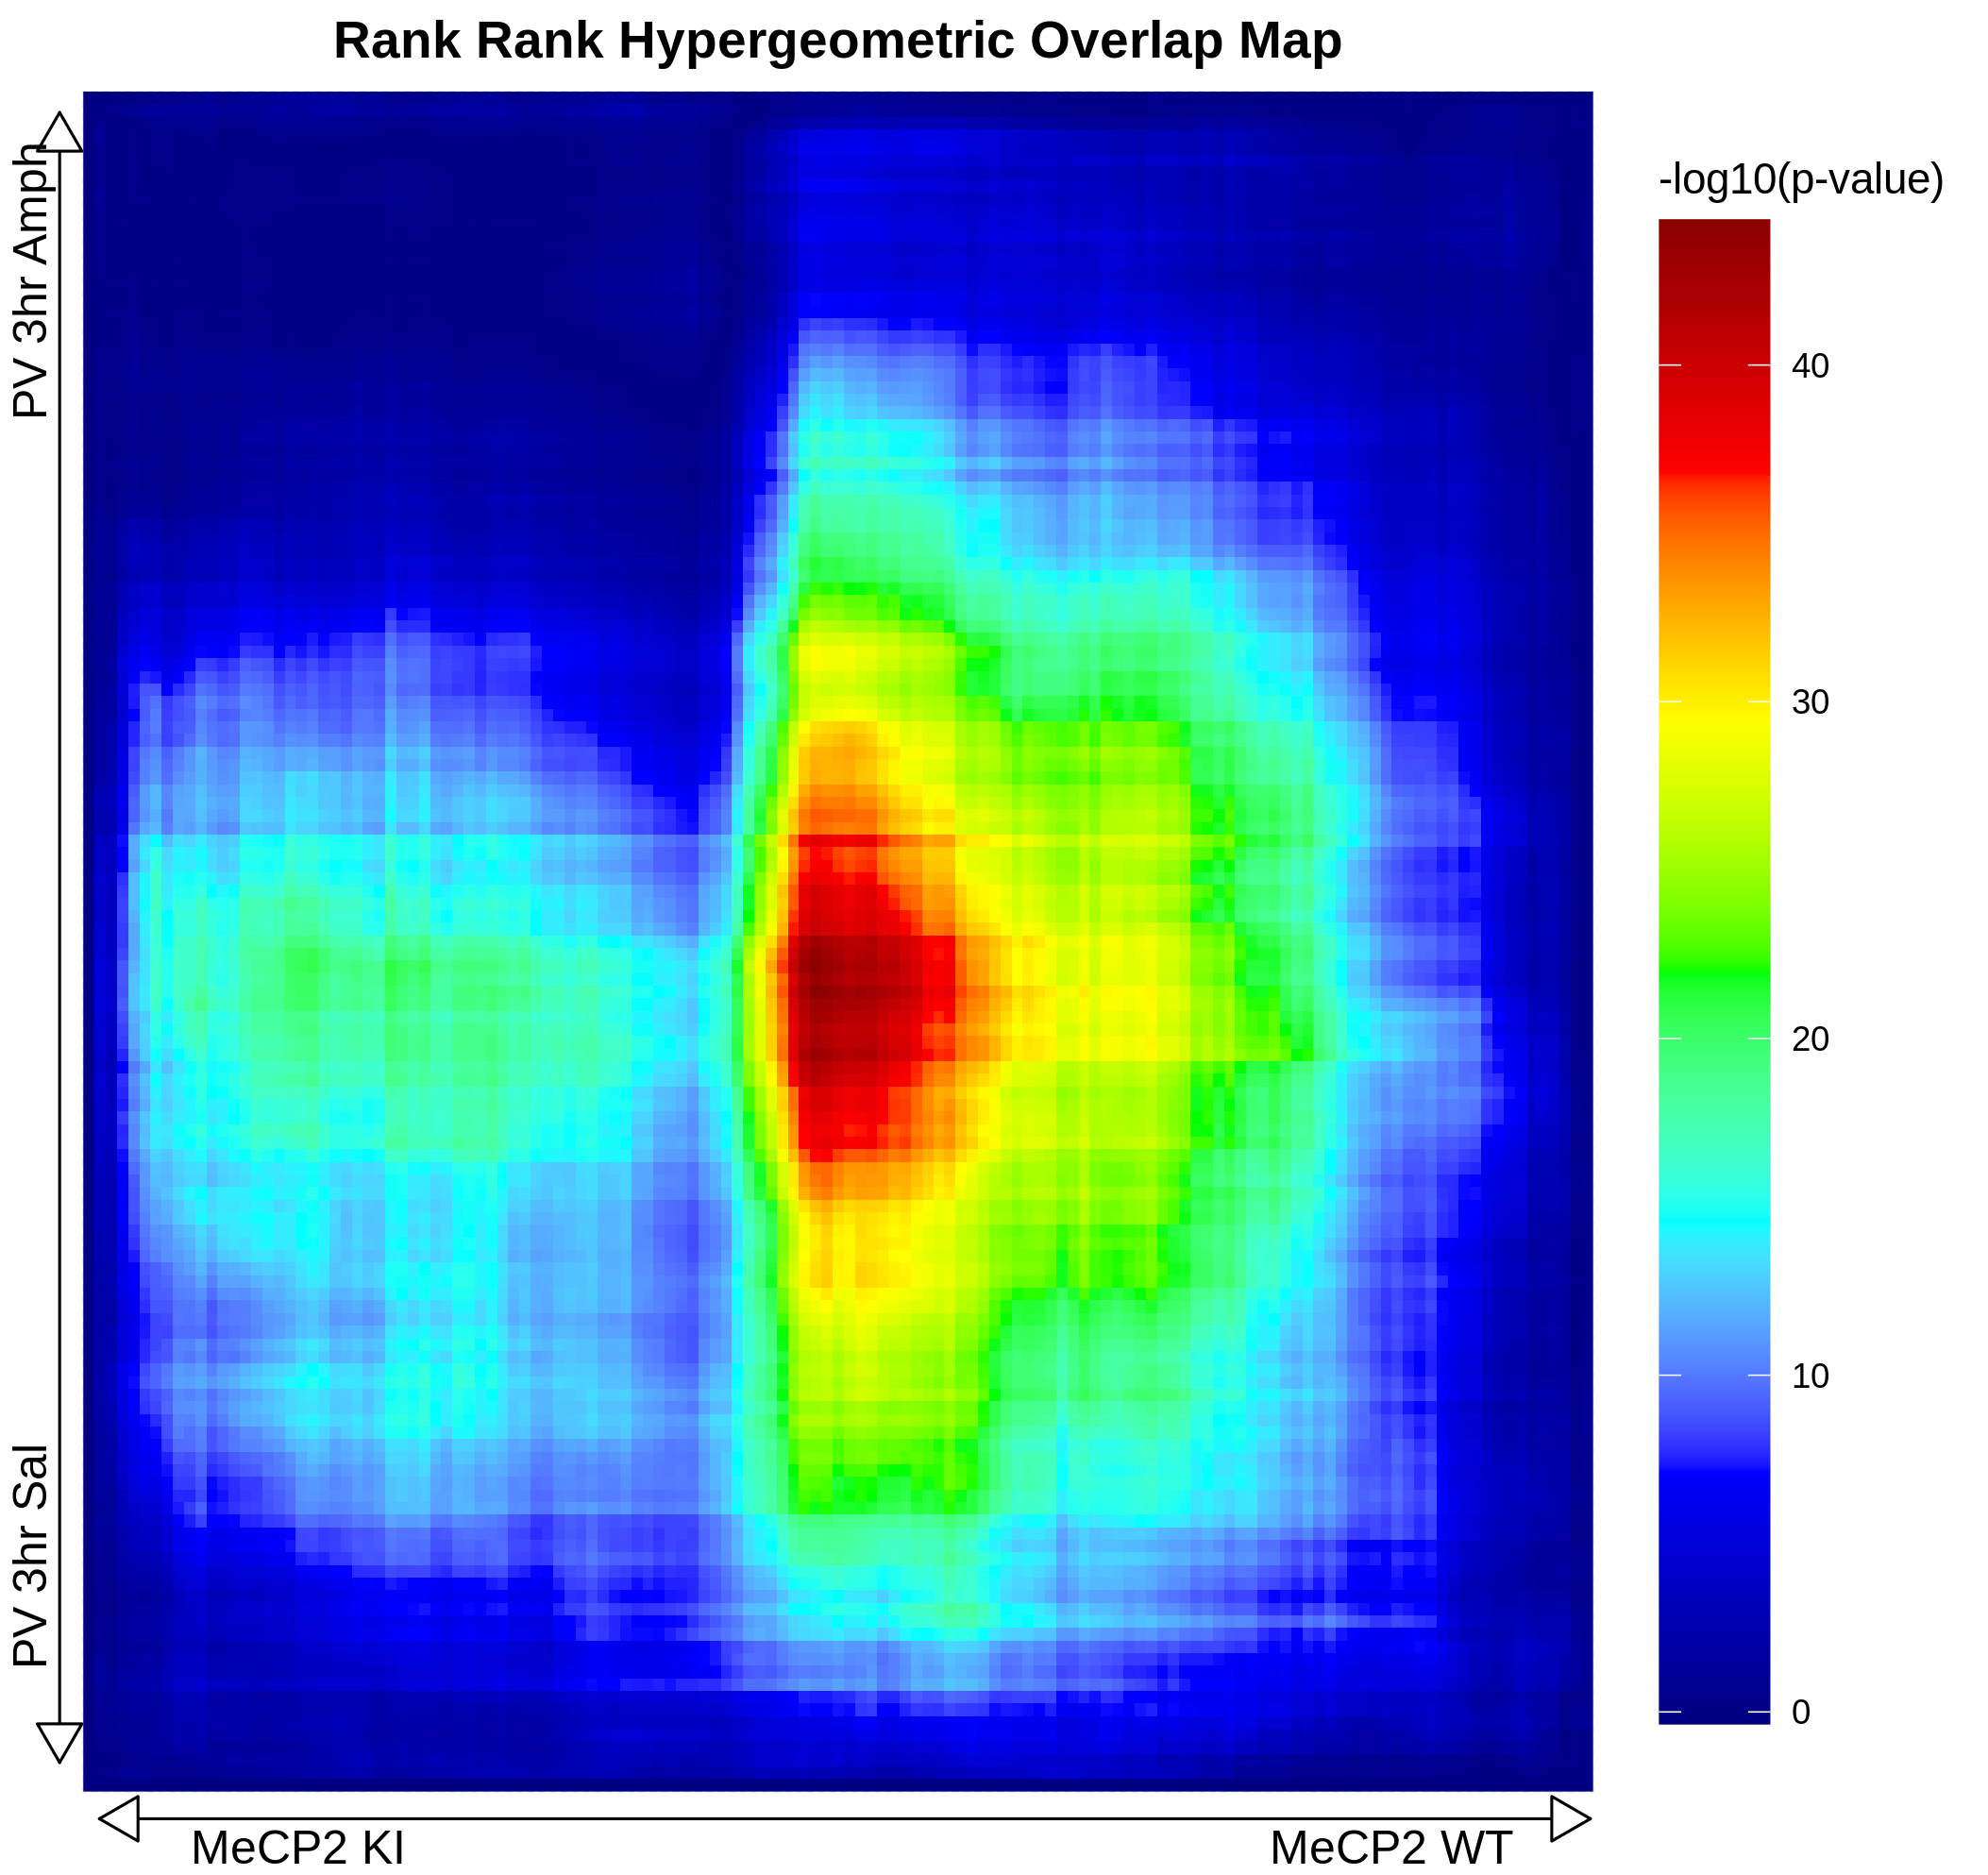 Rank Rank Hypergeometric Overlap Map
PV 3hr Amph
PV 3hr Sal
MeCP2 KI
MeCP2 WT
-log10(p-value)
40
30
20
10
0